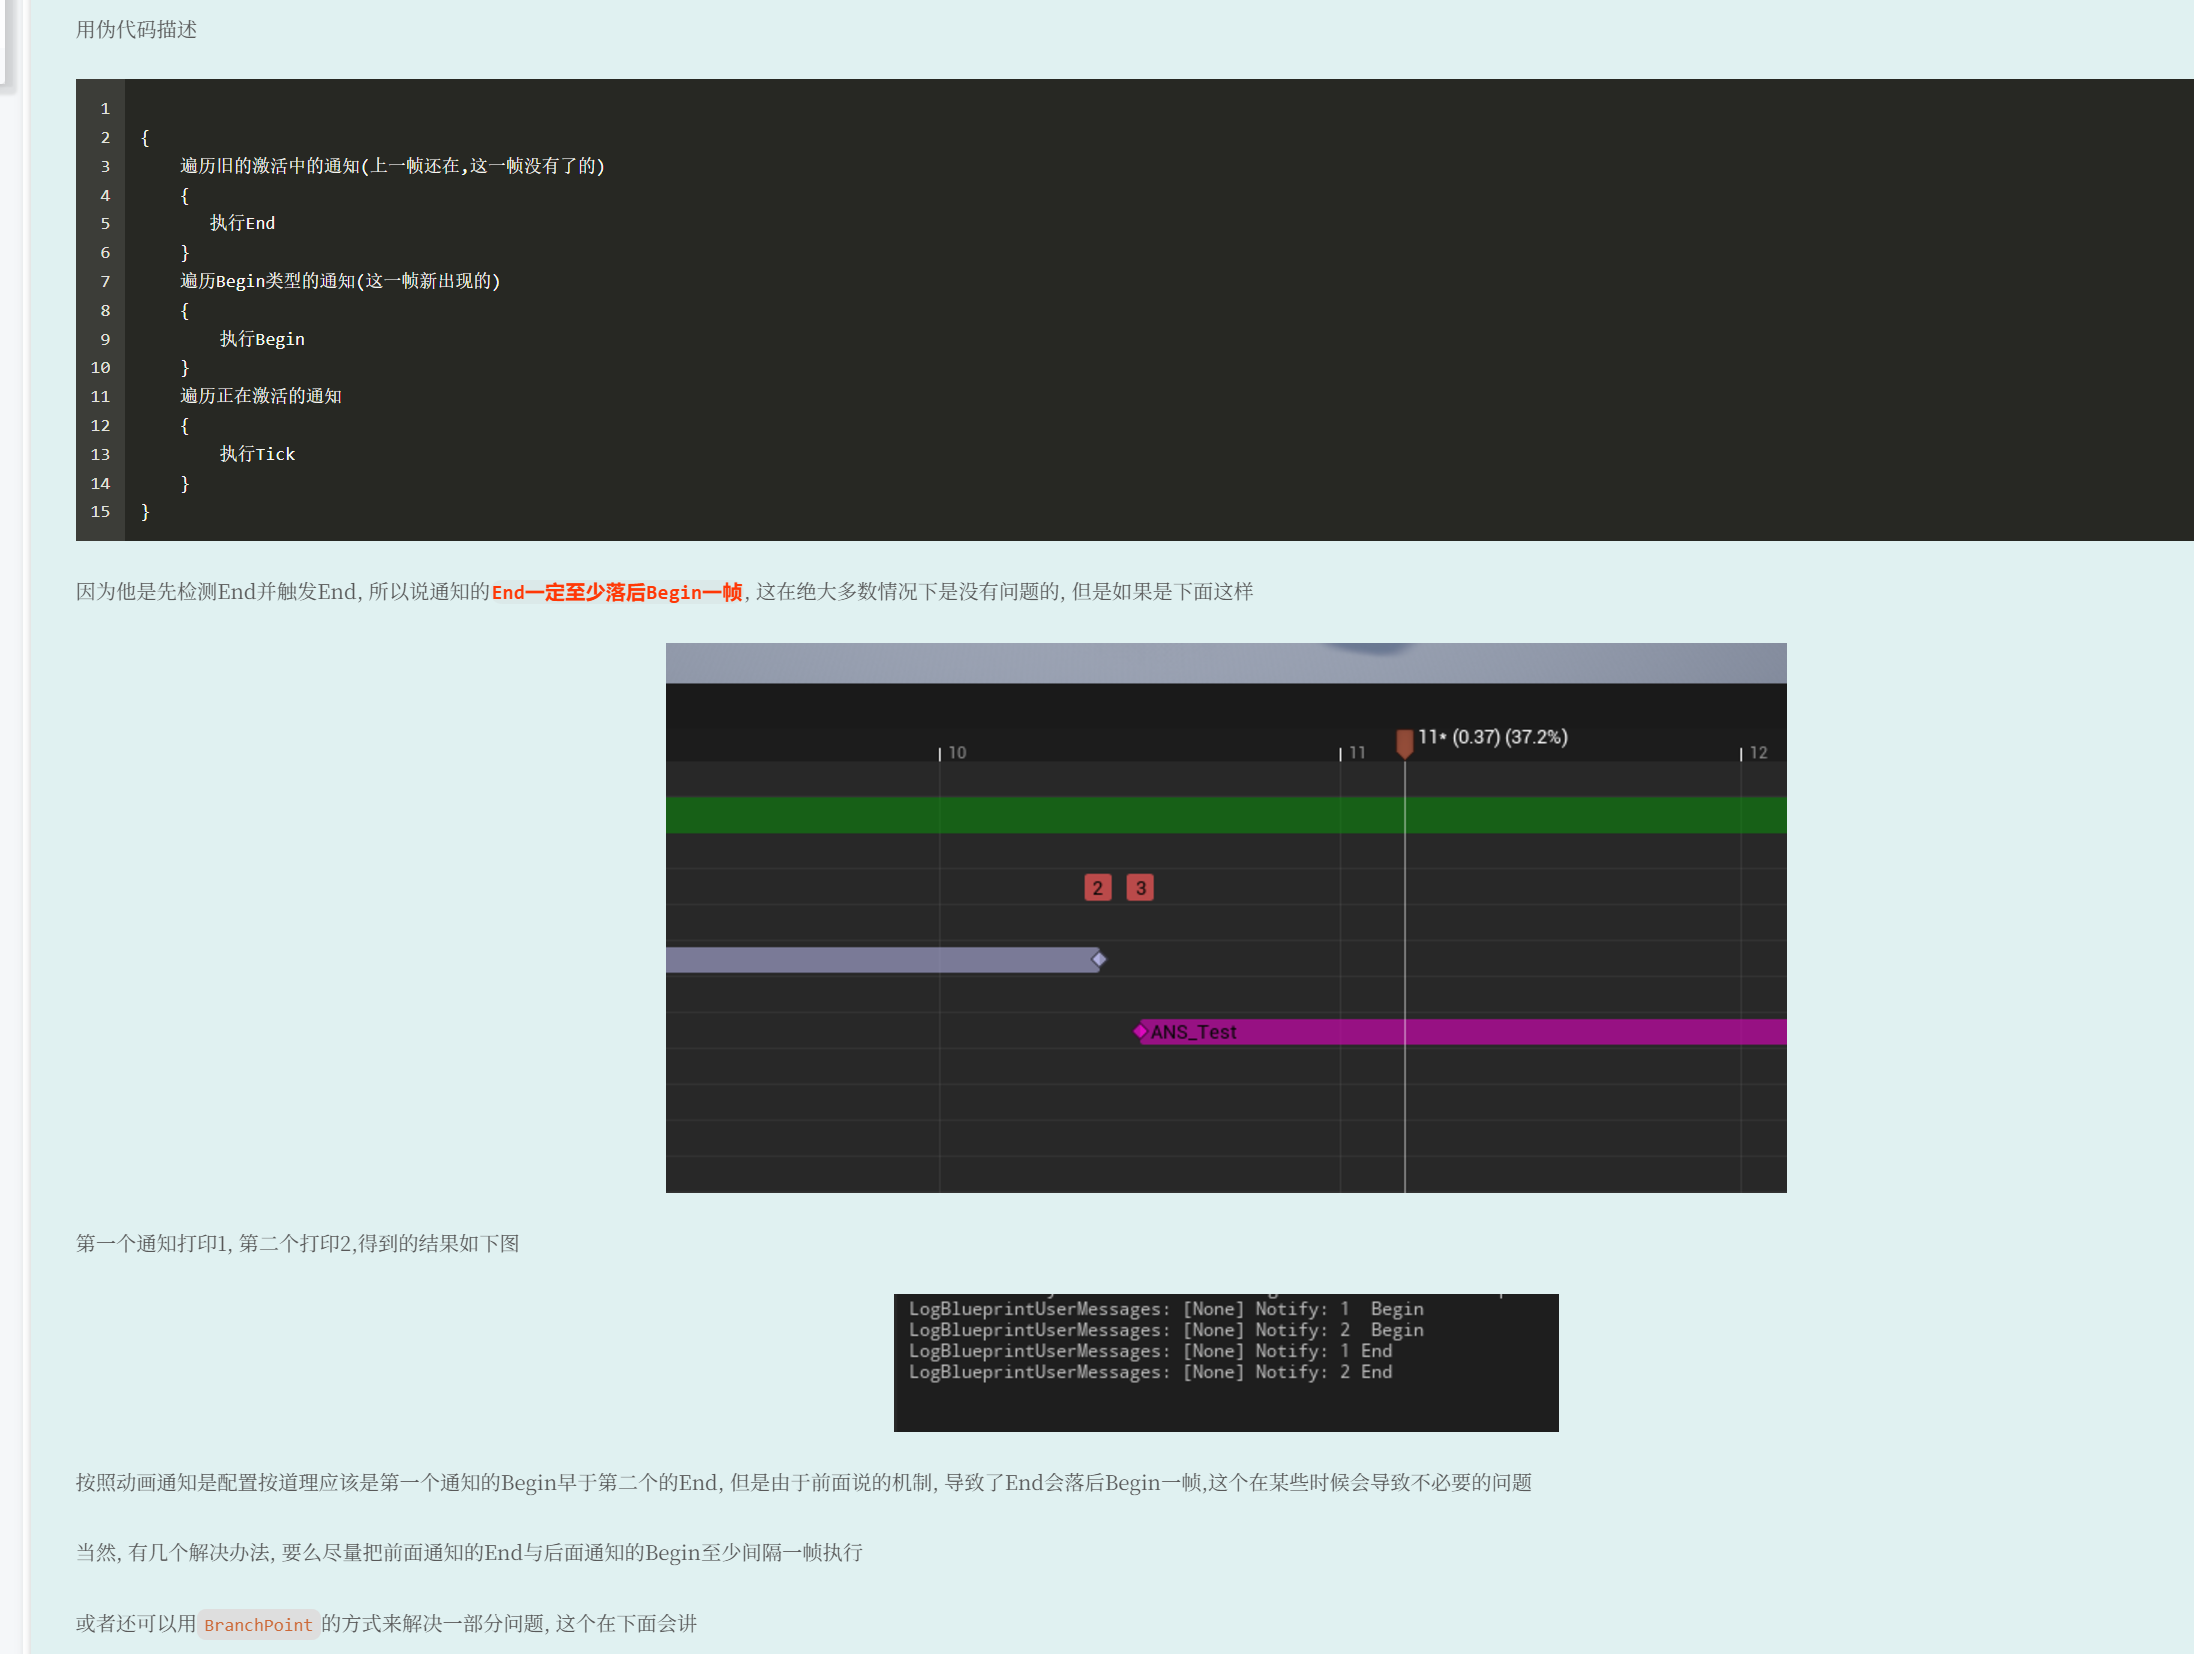 用伪代码描述
1
2 {
3 遍历旧的激活中的通知(上一帧还在,这一帧没有了的)
4 {
5 执行End
6 }
7 遍历Begin类型的通知(这一帧新出现的)
8 {
9 执行Begin
10 }
11 遍历正在激活的通知
12 {
13 执行Tick
14 }
15 }
因为他是先检测End并触发End, 所以说通知的End一定至少落后Begin一帧, 这在绝大多数情况下是没有问题的, 但是如果是下面这样
11* (0.37) (37.2%)
10 11 12
2 3
ANS_Test
第一个通知打印1, 第二个打印2,得到的结果如下图
LogBlueprintUserMessages: [None] Notify: 1 Begin
LogBlueprintUserMessages: [None] Notify: 2 Begin
LogBlueprintUserMessages: [None] Notify: 1 End
LogBlueprintUserMessages: [None] Notify: 2 End
按照动画通知是配置按道理应该是第一个通知的Begin早于第二个的End, 但是由于前面说的机制, 导致了End会落后Begin一帧,这个在某些时候会导致不必要的问题
当然, 有几个解决办法, 要么尽量把前面通知的End与后面通知的Begin至少间隔一帧执行
或者还可以用BranchPoint的方式来解决一部分问题, 这个在下面会讲